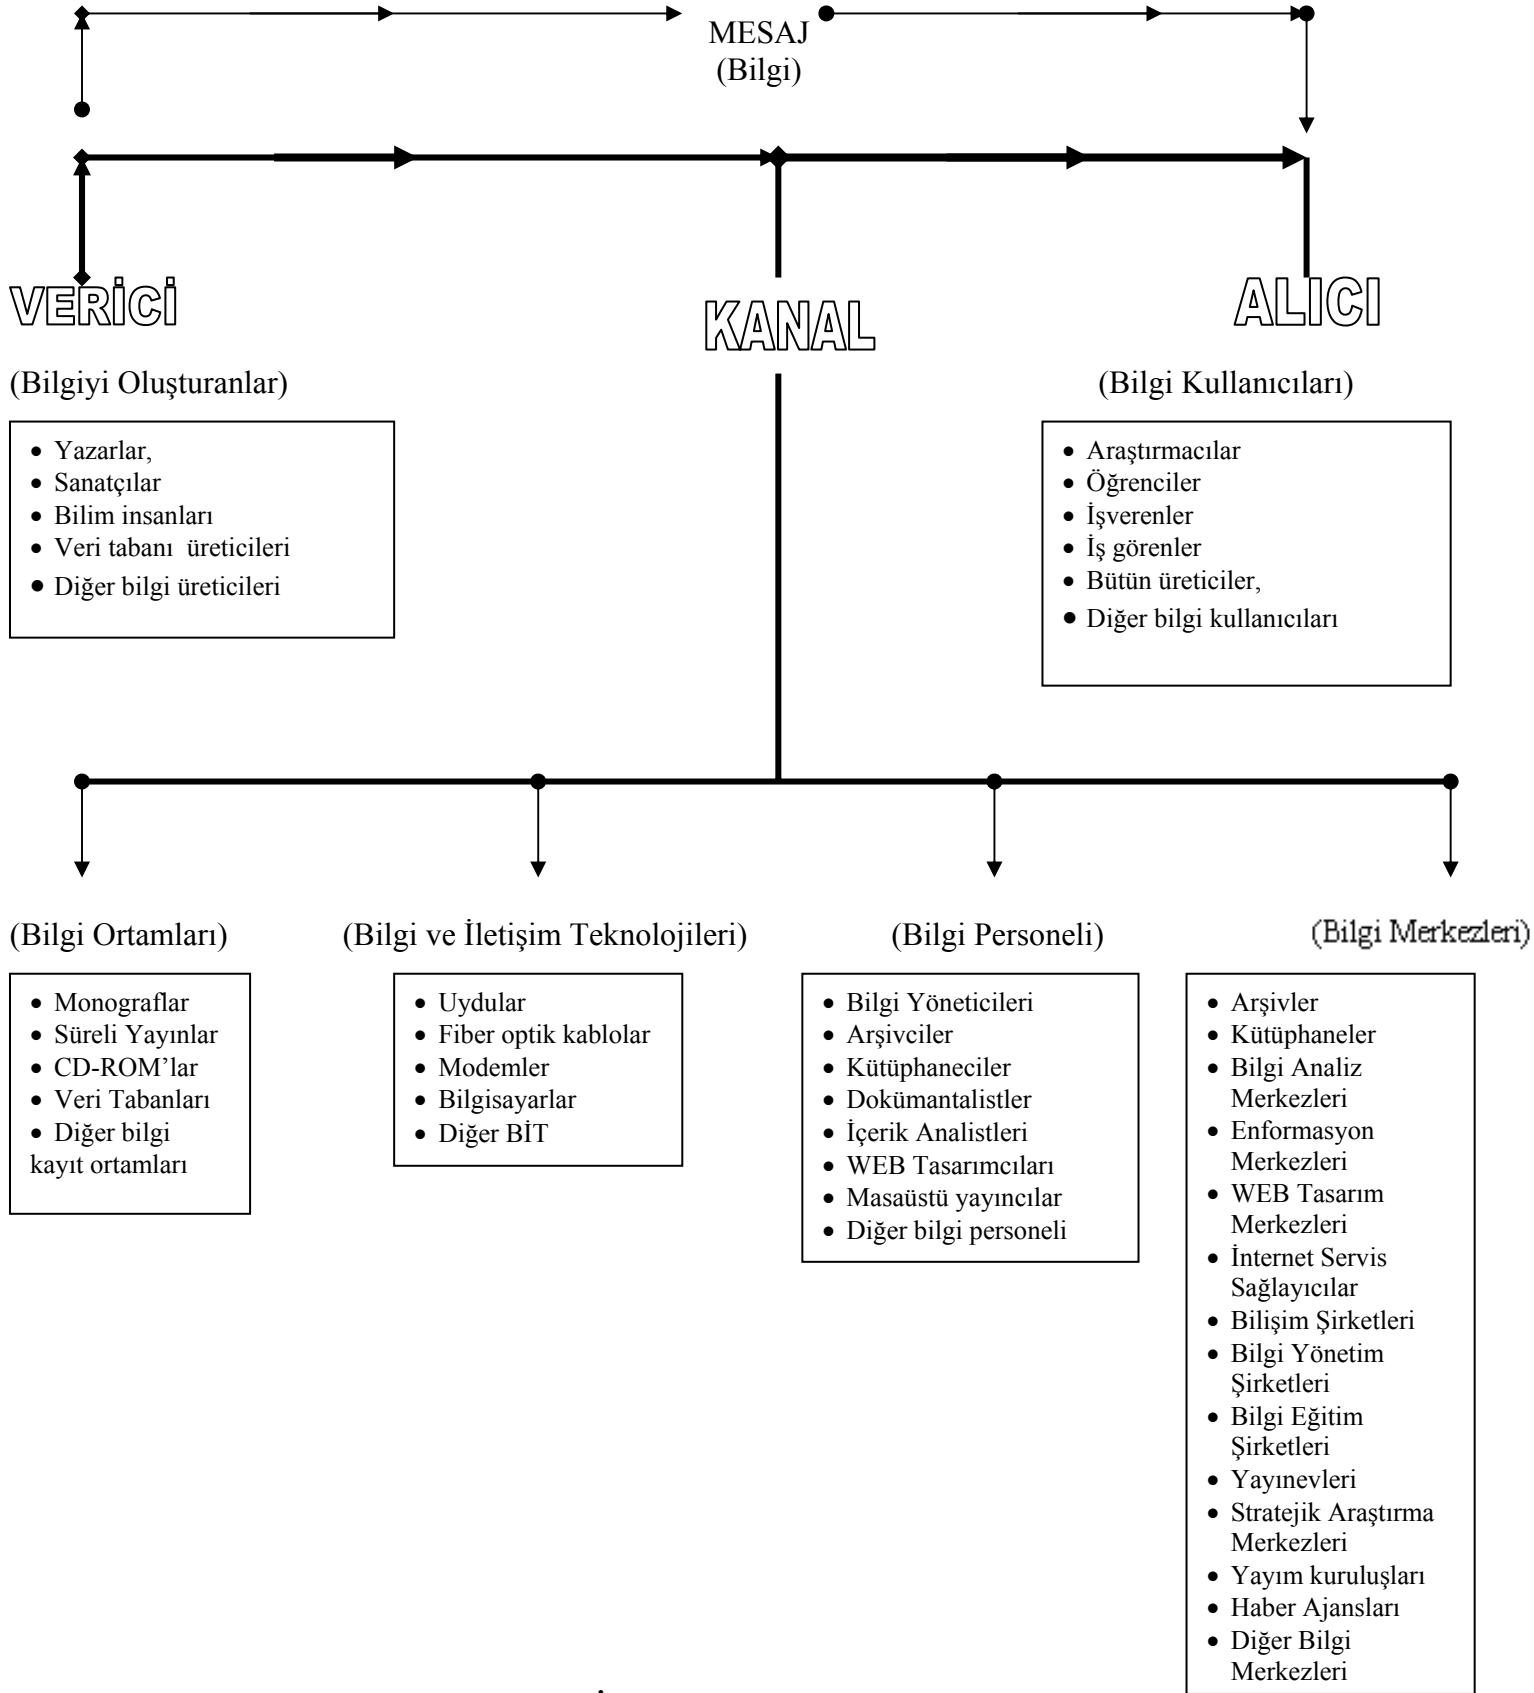 MESAJ
(Bilgi)
VERİCİ
KANAL
ALICI
(Bilgiyi Oluşturanlar)
• Yazarlar,
• Sanatçılar
• Bilim insanları
• Veri tabanı üreticileri
• Diğer bilgi üreticileri
(Bilgi Kullanıcıları)
• Araştırmacılar
• Öğrenciler
• İşverenler
• İş görenler
• Bütün üreticiler,
• Diğer bilgi kullanıcıları
(Bilgi Ortamları)
• Monograflar
• Süreli Yayınlar
• CD-ROM’lar
• Veri Tabanları
• Diğer bilgi
kayıt ortamları
(Bilgi ve İletişim Teknolojileri)
• Uydular
• Fiber optik kablolar
• Modemler
• Bilgisayarlar
• Diğer BİT
(Bilgi Personeli)
• Bilgi Yöneticileri
• Arşivciler
• Kütüphaneciler
• Dokümantalistler
• İçerik Analistleri
• WEB Tasarımcıları
• Masaüstü yayıncılar
• Diğer bilgi personeli
(Bilgi Merkezleri)
• Arşivler
• Kütüphaneler
• Bilgi Analiz
Merkezleri
• Enformasyon
Merkezleri
• WEB Tasarım
Merkezleri
• İnternet Servis
Sağlayıcılar
• Bilişim Şirketleri
• Bilgi Yönetim
Şirketleri
• Bilgi Eğitim
Şirketleri
• Yayınevleri
• Stratejik Araştırma
Merkezleri
• Yayım kuruluşları
• Haber Ajansları
• Diğer Bilgi
Merkezleri